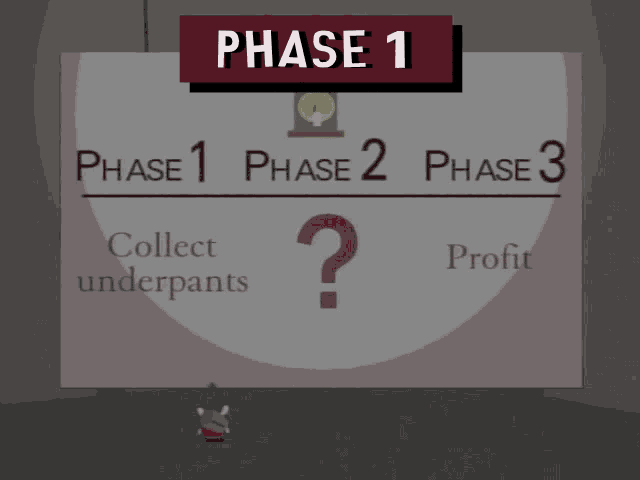 PHASE 1
PHASE 1 PHASE 2 PHASE 3
Collect
underpants
?
Profit